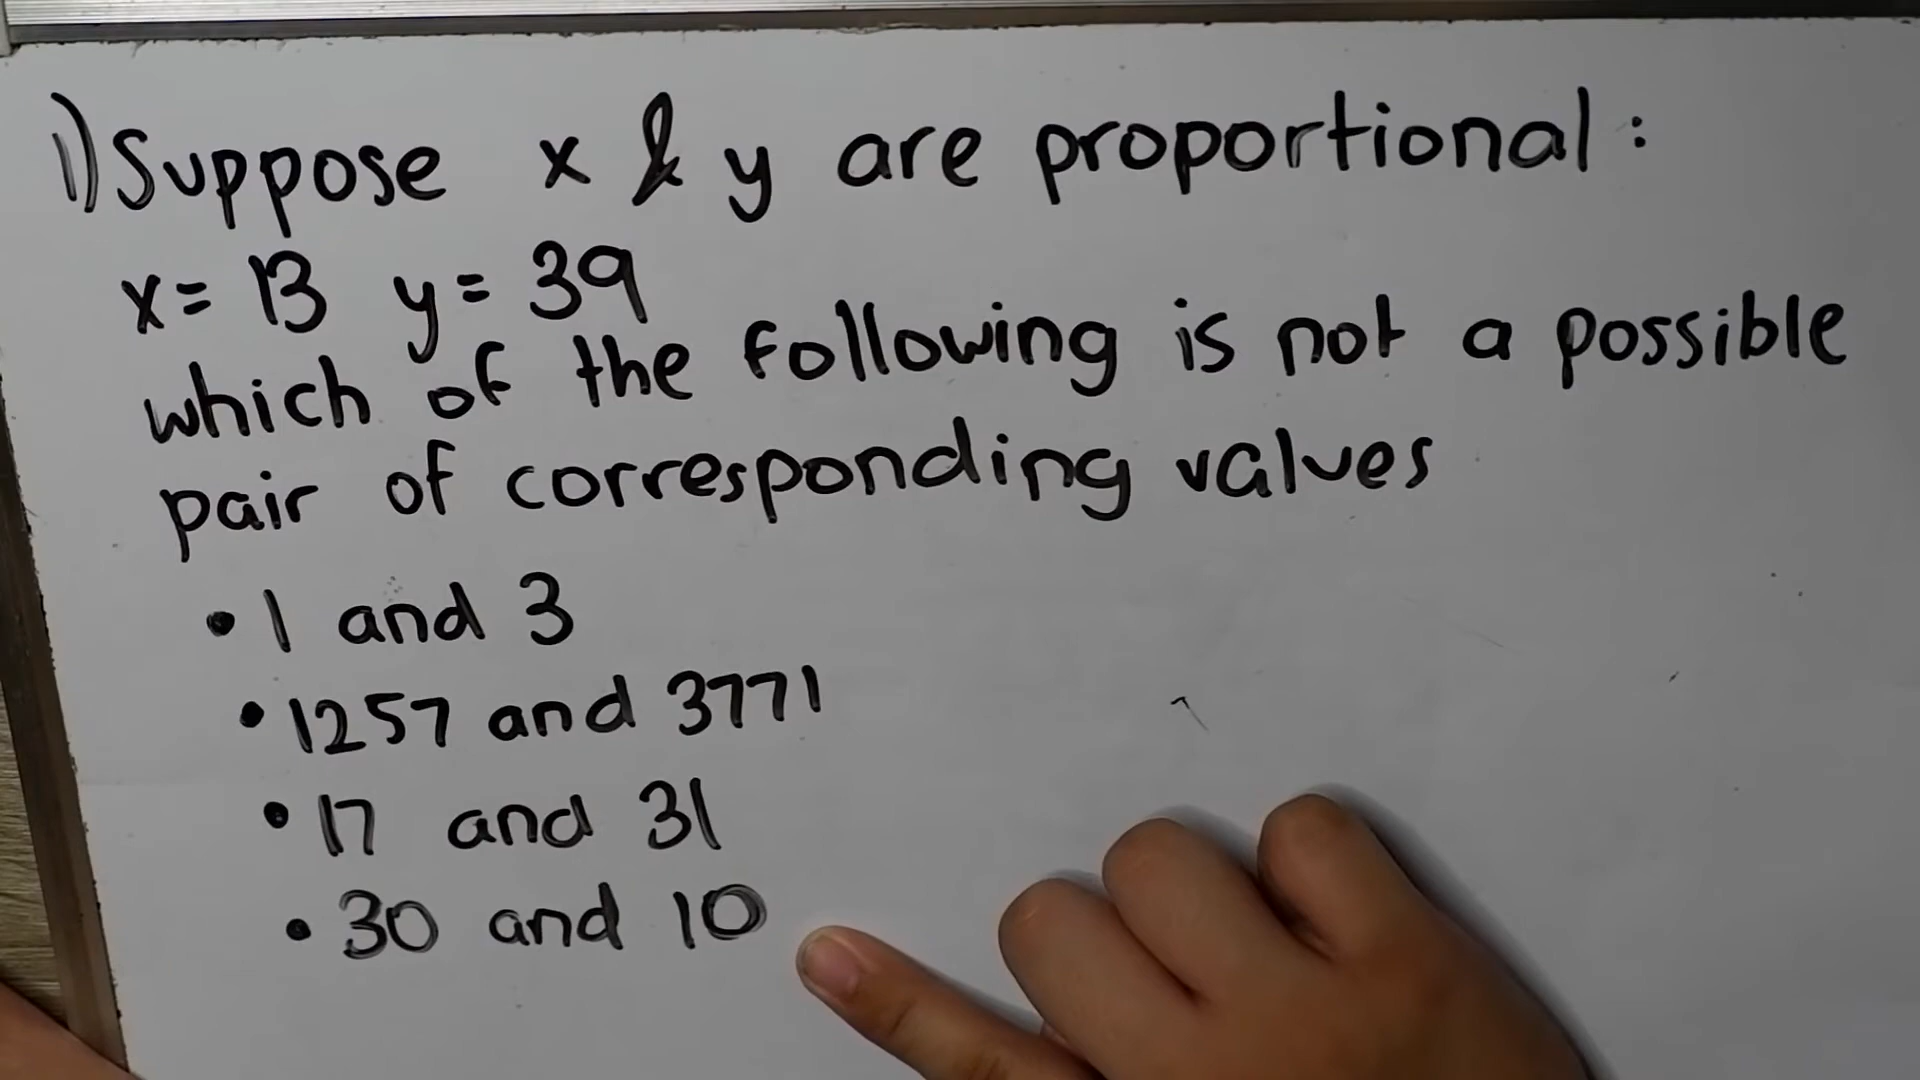 1) Suppose x & y are proportional:
x = 13 y = 39
which of the following is not a possible
pair of corresponding values
• 1 and 3
• 1257 and 3771
• 17 and 31
• 30 and 10